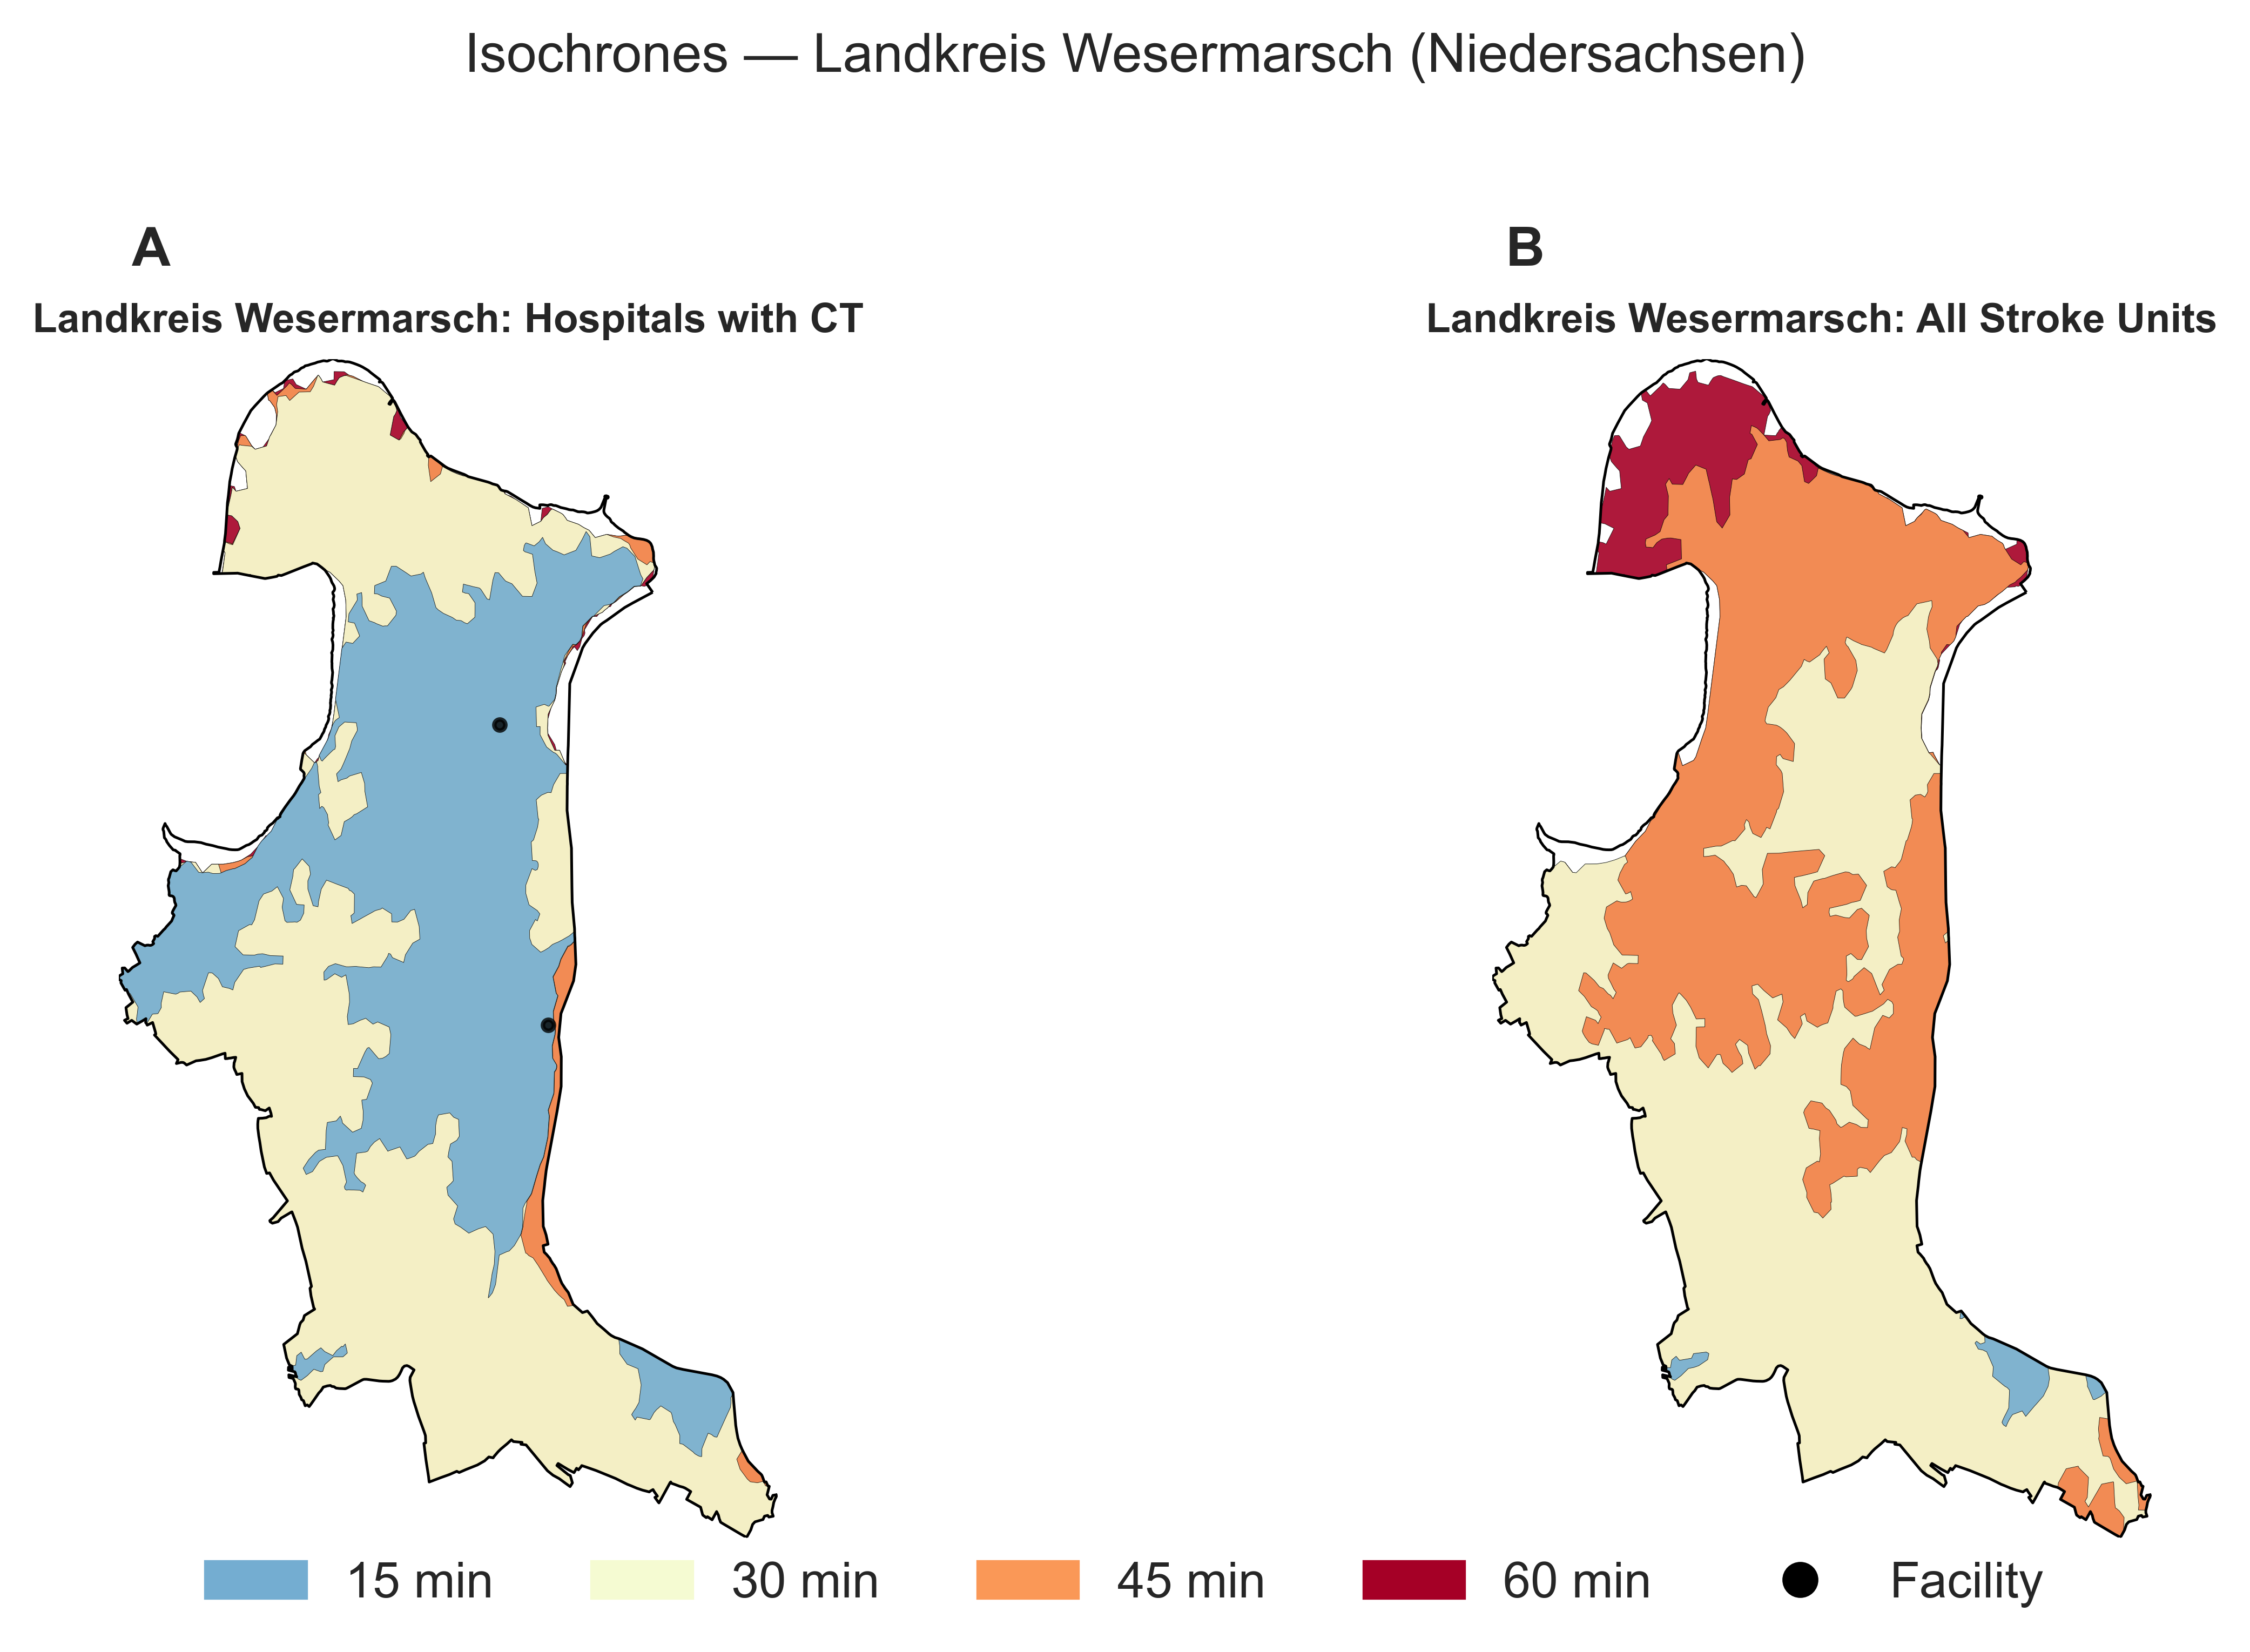 Isochrones — Landkreis Wesermarsch (Niedersachsen)
A
Landkreis Wesermarsch: Hospitals with CT
B
Landkreis Wesermarsch: All Stroke Units
15 min 30 min 45 min 60 min Facility